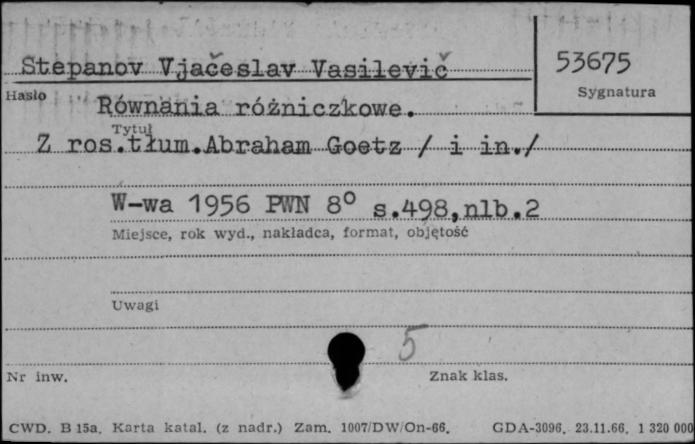 Stepanov Vjačeslav Vasilevič
53675
Hasło
Sygnatura
Równania różniczkowe.
Tytuł
Z ros.tłum.Abraham Goetz / i in./
W-wa 1956 PWN 8° s.498,nlb.2
Miejsce, rok wyd., nakładca, format, objętość
Uwagi
5
Nr inw.
Znak klas.
CWD. B 15a. Karta katal. (z nadr.) Zam. 1007/DW/On-66. GDA-3096. 23.11.66. 1 320 000